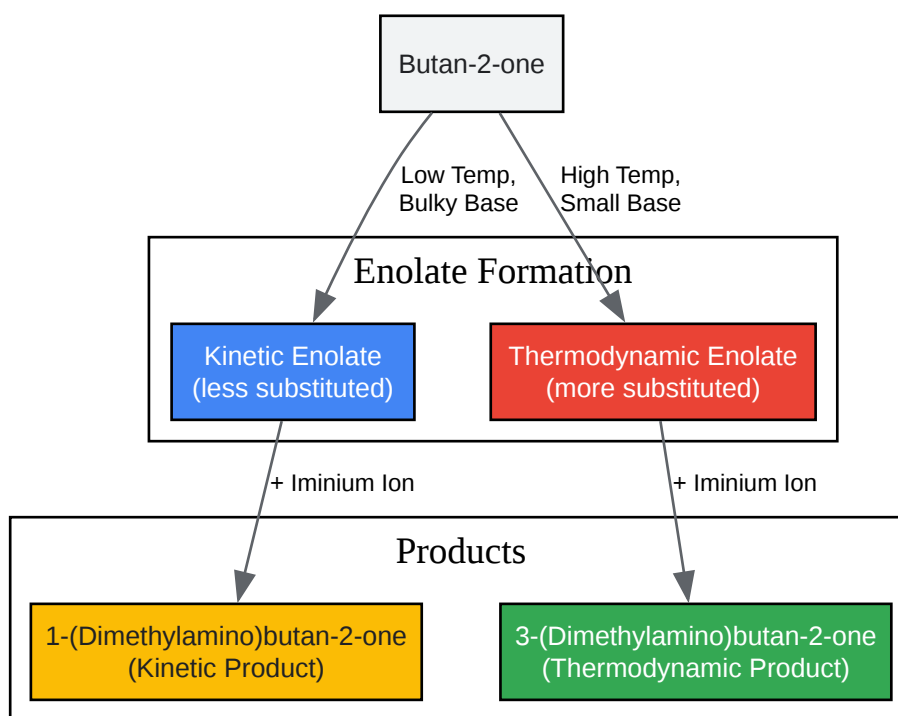 Butan-2-one
Low Temp,
Bulky Base
High Temp,
Small Base
Enolate Formation
Kinetic Enolate
(less substituted)
Thermodynamic Enolate
(more substituted)
+ Iminium Ion
+ Iminium Ion
Products
1-(Dimethylamino)butan-2-one
(Kinetic Product)
3-(Dimethylamino)butan-2-one
(Thermodynamic Product)